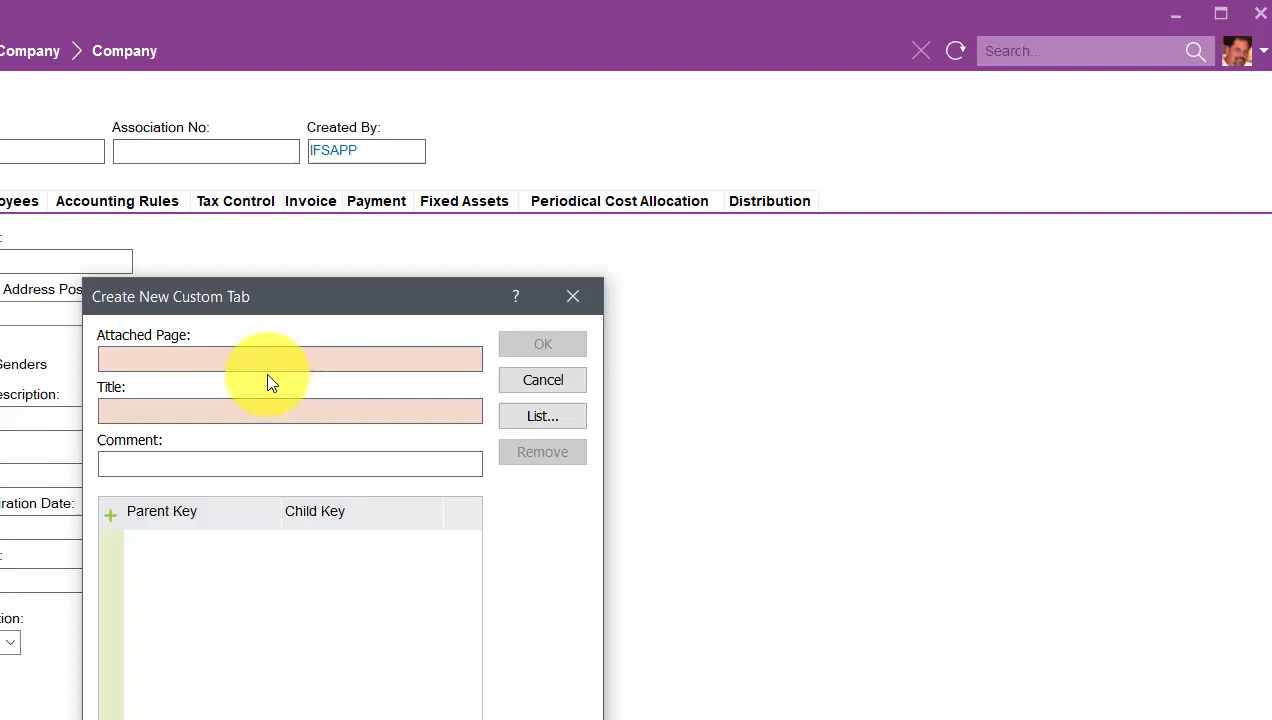 Company > Company
Search...
Association No:
Created By:
IFSAPP
oyees
Accounting Rules
Tax Control
Invoice
Payment
Fixed Assets
Periodical Cost Allocation
Distribution
:
Address Pos
Senders
escription:
iration Date:
:
tion:
Create New Custom Tab
?
Attached Page:
OK
Title:
Cancel
List...
Comment:
Remove
+ Parent Key
Child Key